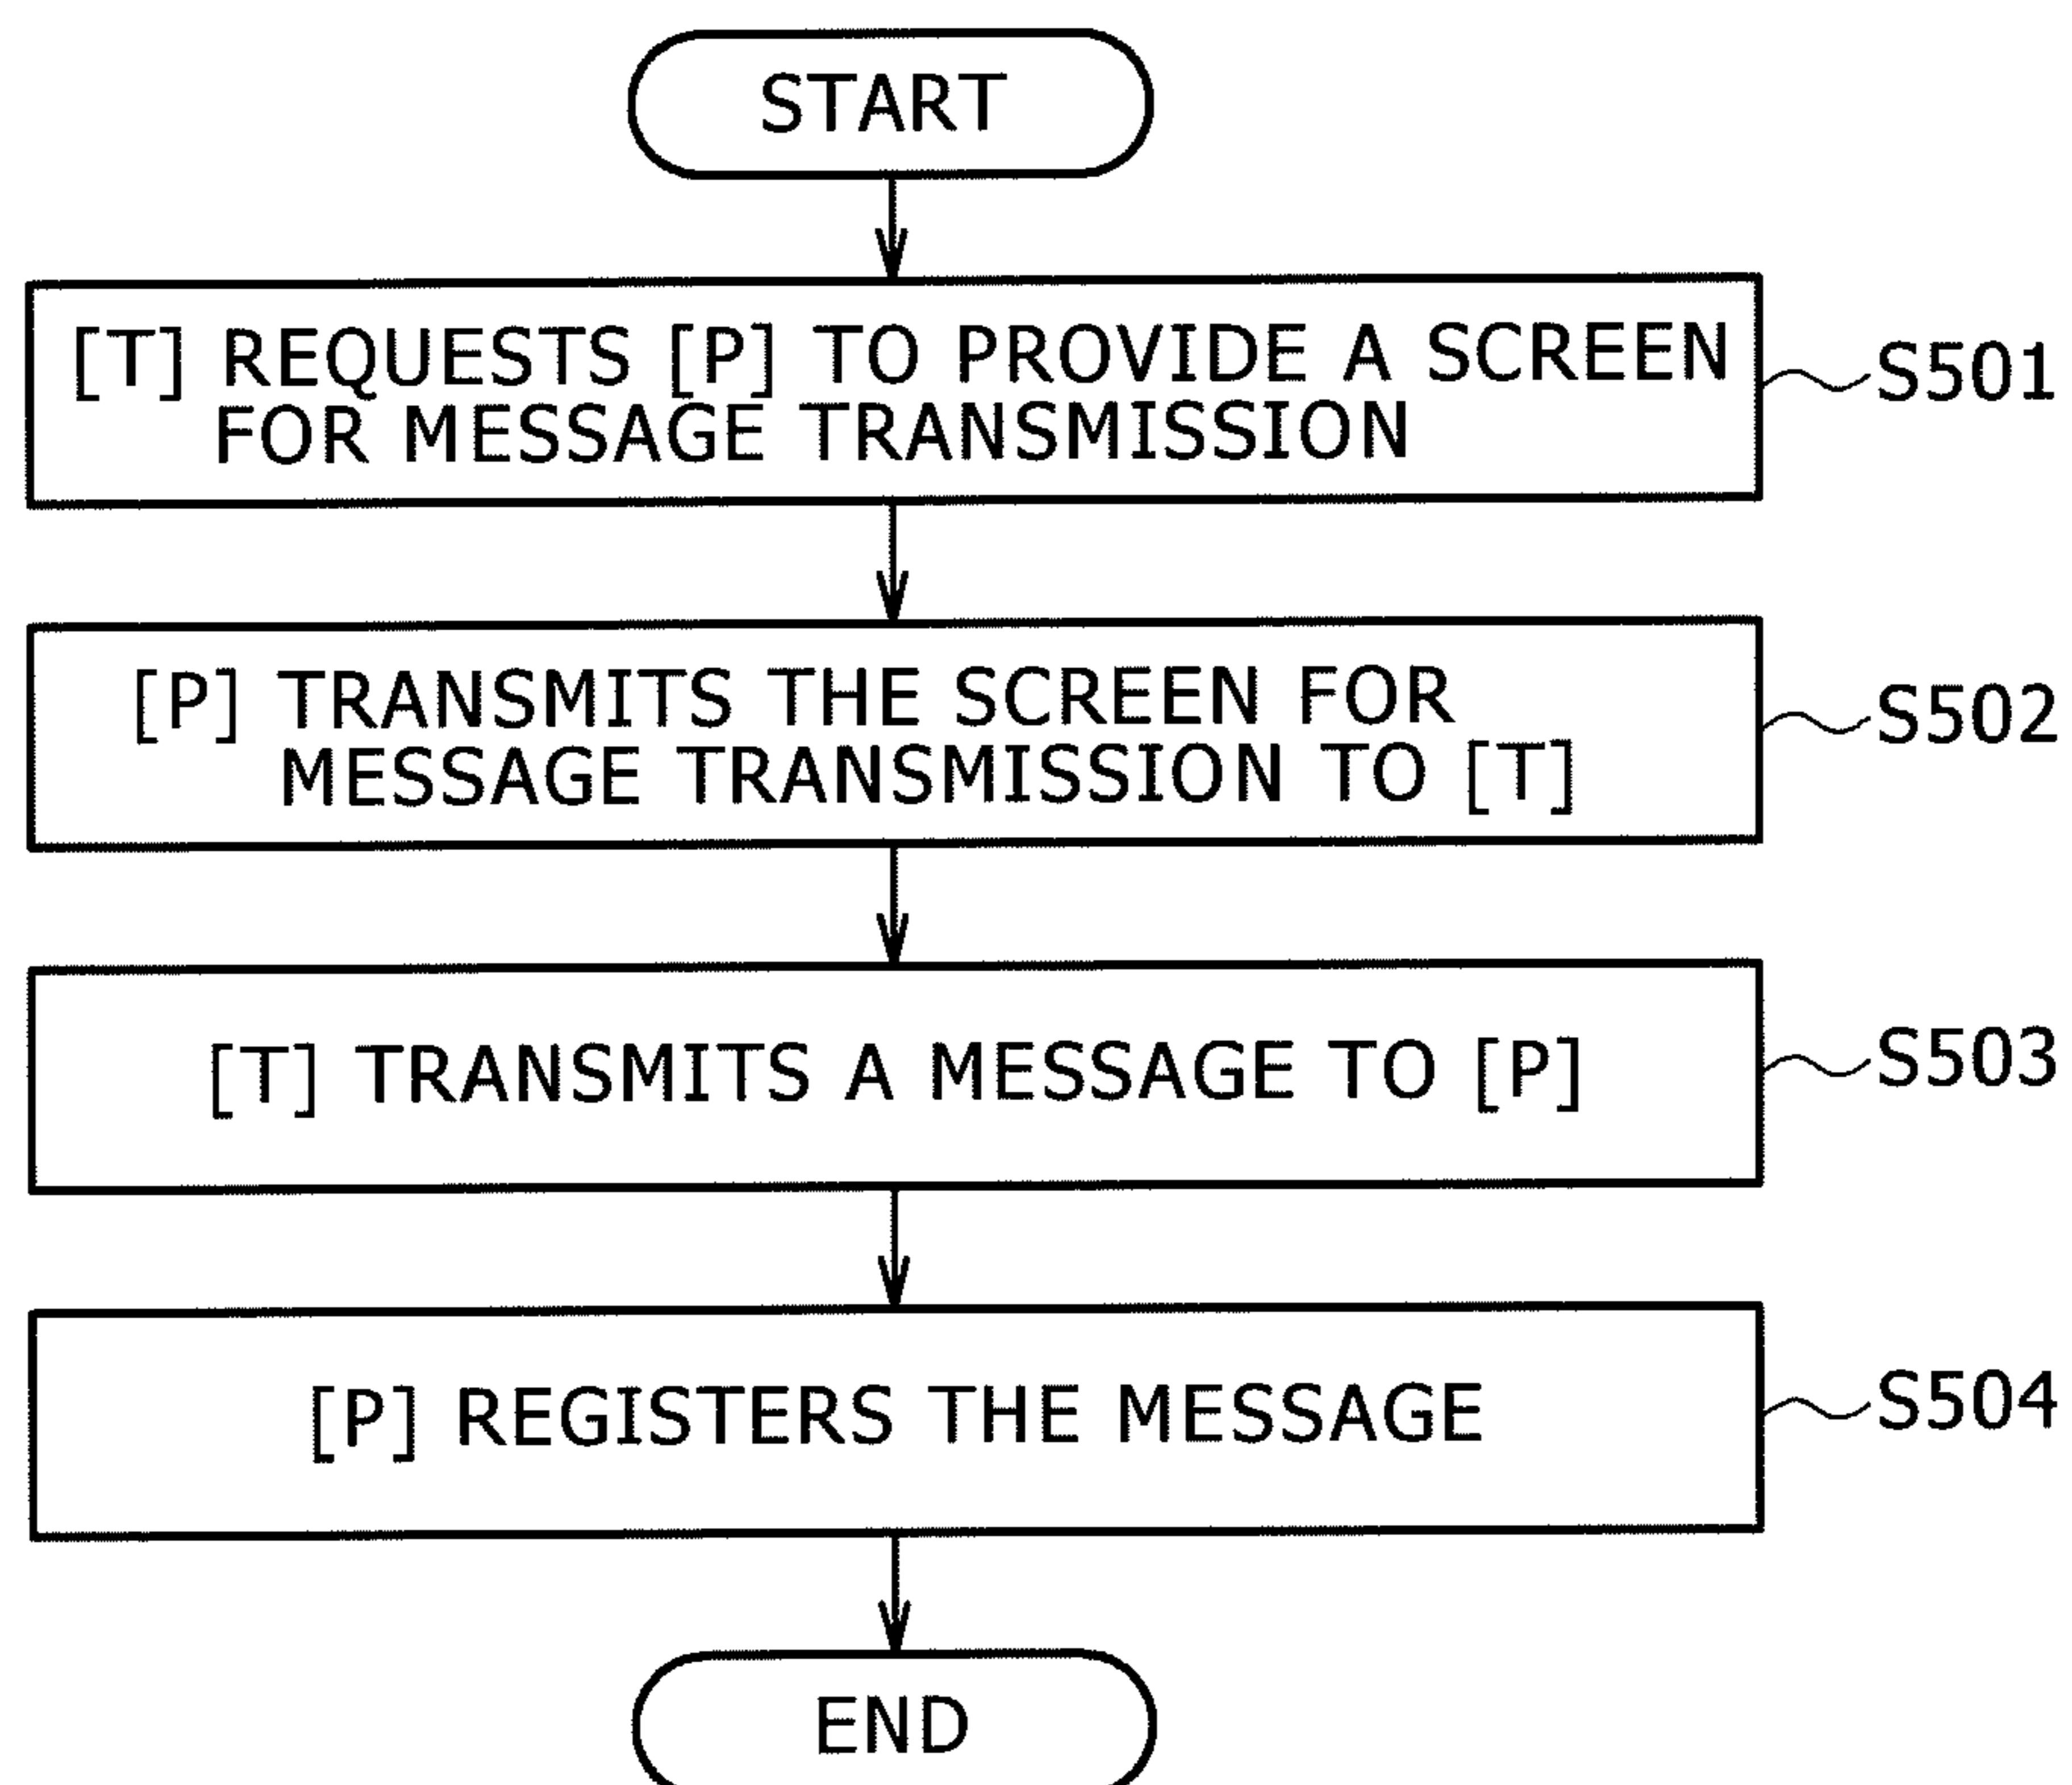 START
[T] REQUESTS [P] TO PROVIDE A SCREEN
FOR MESSAGE TRANSMISSION
S501
[P] TRANSMITS THE SCREEN FOR
MESSAGE TRANSMISSION TO [T]
S502
[T] TRANSMITS A MESSAGE TO [P]
S503
[P] REGISTERS THE MESSAGE
S504
END